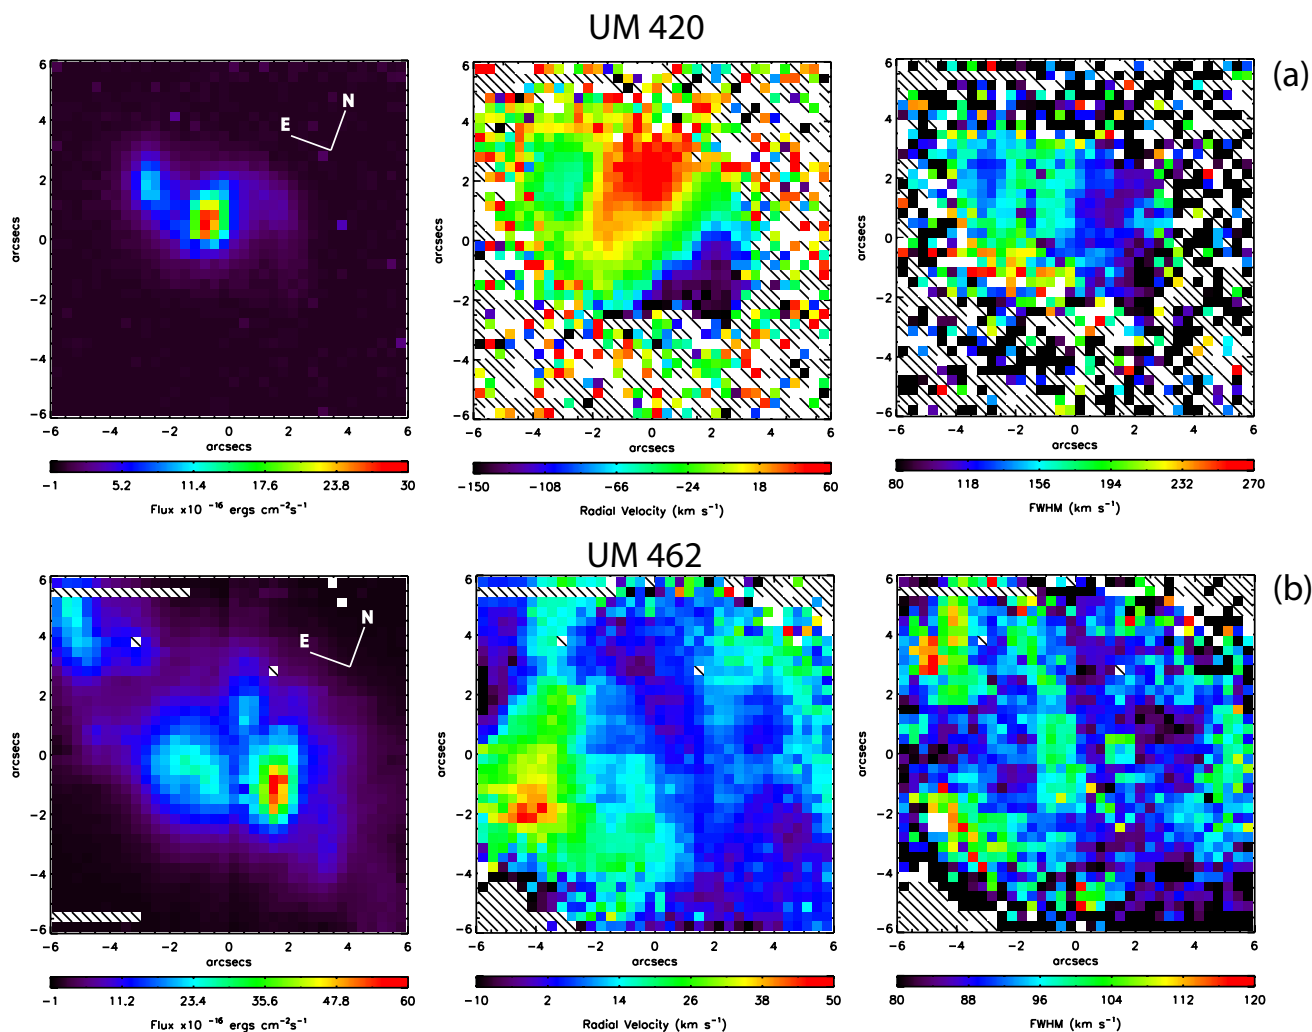 UM 420
(a)
6
4
2
0
−2
−4
−6
arcsecs
N
E
−6 −4 −2 0 2 4 6
arcsecs
−1 5.2 11.4 17.6 23.8 30
Flux x10 −16 ergs cm−2s−1
6
4
2
0
−2
−4
−6
arcsecs
−6 −4 −2 0 2 4 6
arcsecs
−150 −108 −66 −24 18 60
Radial Velocity (km s−1)
6
4
2
0
−2
−4
−6
arcsecs
−6 −4 −2 0 2 4 6
arcsecs
80 118 156 194 232 270
FWHM (km s−1)
UM 462
(b)
6
4
2
0
−2
−4
−6
arcsecs
N
E
−6 −4 −2 0 2 4 6
arcsecs
−1 11.2 23.4 35.6 47.8 60
Flux x10 −16 ergs cm−2s−1
6
4
2
0
−2
−4
−6
arcsecs
−6 −4 −2 0 2 4 6
arcsecs
−10 2 14 26 38 50
Radial Velocity (km s−1)
6
4
2
0
−2
−4
−6
arcsecs
−6 −4 −2 0 2 4 6
arcsecs
80 88 96 104 112 120
FWHM (km s−1)